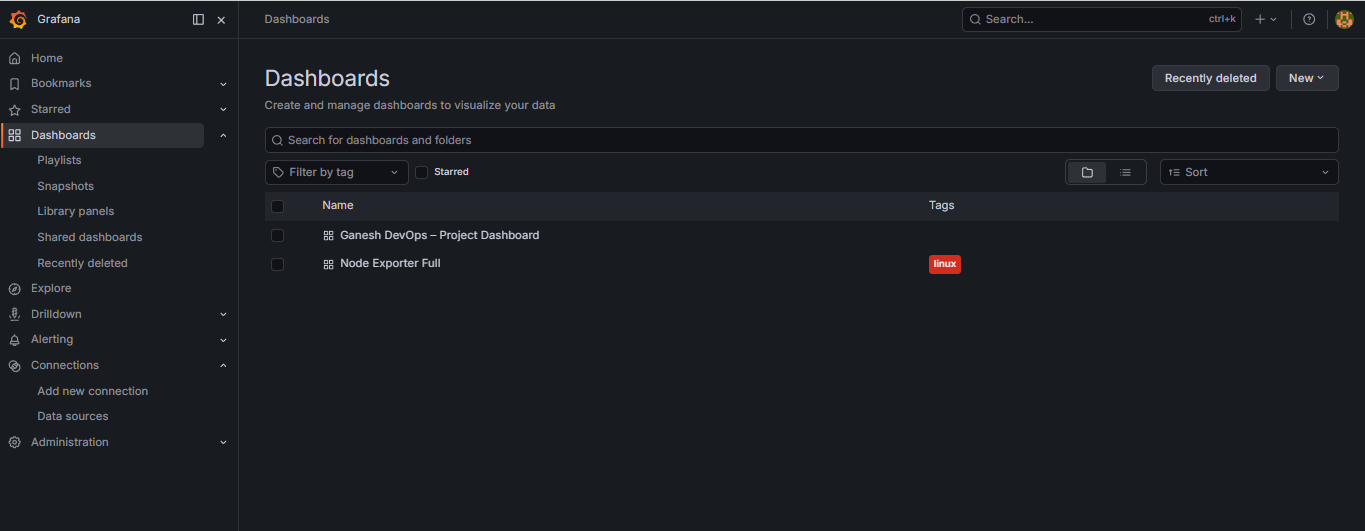 Grafana
Dashboards
Search...
ctrl+k
Home
Bookmarks
Starred
Dashboards
Playlists
Snapshots
Library panels
Shared dashboards
Recently deleted
Explore
Drilldown
Alerting
Connections
Add new connection
Data sources
Administration
Dashboards
Recently deleted
New
Create and manage dashboards to visualize your data
Search for dashboards and folders
Filter by tag
Starred
Sort
Name Tags
Ganesh DevOps – Project Dashboard
Node Exporter Full linux